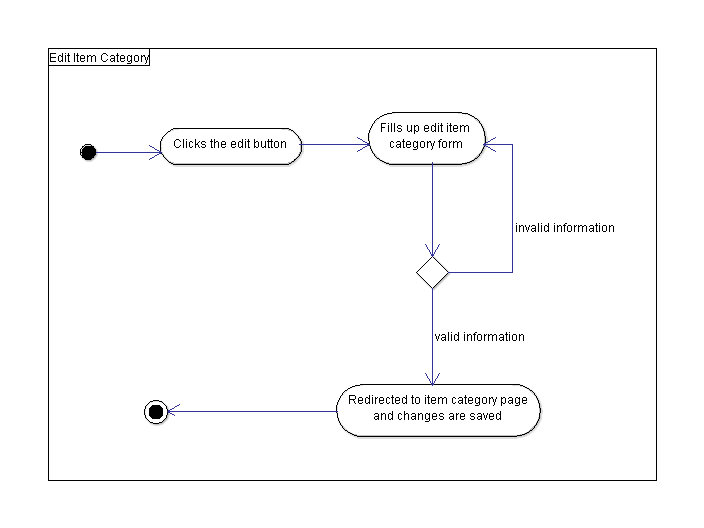 Edit Item Category
Clicks the edit button
Fills up edit item
category form
invalid information
valid information
Redirected to item category page
and changes are saved